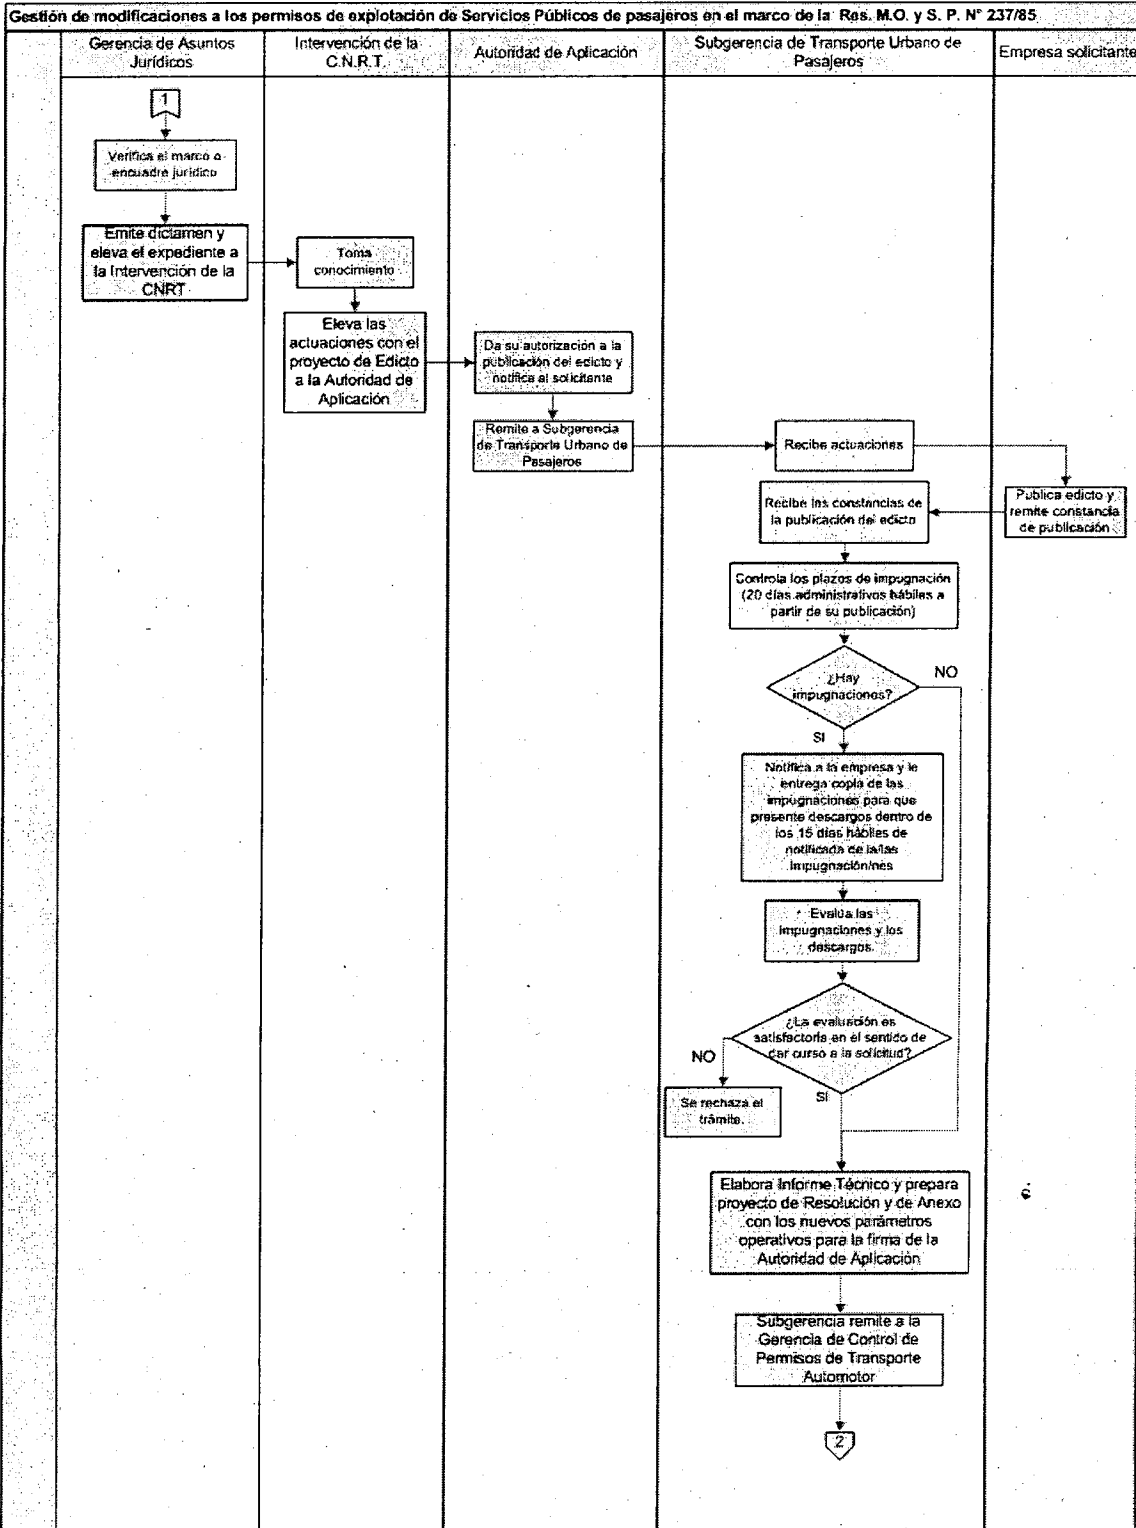 Gestión de modificaciones a los permisos de explotación de Servicios Públicos de pasajeros en el marco de la Res. M.O. y S. P. N° 237/85
Gerencia de Asuntos
Jurídicos
Intervención de la
C.N.R.T.
Autoridad de Aplicación
Subgerencia de Transporte Urbano de
Pasajeros
Empresa solicitante
1
Verifica el marco o
encuadre jurídico
Emite dictamen y
eleva el expediente a
la Intervención de la
CNRT
Toma
conocimiento
Eleva las
actuaciones con el
proyecto de Edicto
a la Autoridad de
Aplicación
Da su autorización a la
publicación del edicto y
notifica al solicitante
Remite a Subgerencia
de Transporte Urbano de
Pasajeros
Recibe actuaciones
Publica edicto y
remite constancia
de publicación
Recibe las constancias de
la publicación del edicto
Controla los plazos de impugnación
(20 días administrativos hábiles a
partir de su publicación)
¿Hay
impugnaciones?
NO
SI
Notifica a la empresa y le
entrega copia de las
impugnaciones para que
presente descargos dentro de
los 15 días hábiles de
notificada de la/las
impugnación/nes
Evalúa las
impugnaciones y los
descargos.
¿La evaluación es
satisfactoria en el sentido de
dar curso a la solicitud?
NO
SI
Se rechaza el
trámite.
Elabora Informe Técnico y prepara
proyecto de Resolución y de Anexo
con los nuevos parámetros
operativos para la firma de la
Autoridad de Aplicación
Subgerencia remite a la
Gerencia de Control de
Permisos de Transporte
Automotor
2